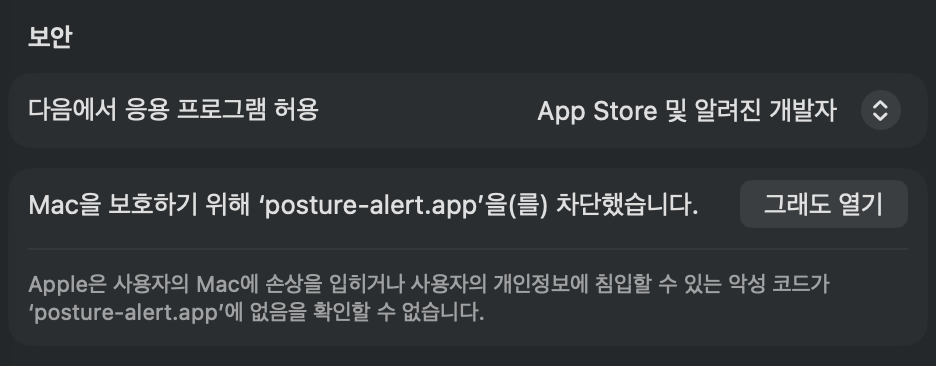 보안
다음에서 응용 프로그램 허용
App Store 및 알려진 개발자
Mac을 보호하기 위해 ‘posture-alert.app’을(를) 차단했습니다.
그래도 열기
Apple은 사용자의 Mac에 손상을 입히거나 사용자의 개인정보에 침입할 수 있는 악성 코드가
‘posture-alert.app’에 없음을 확인할 수 없습니다.